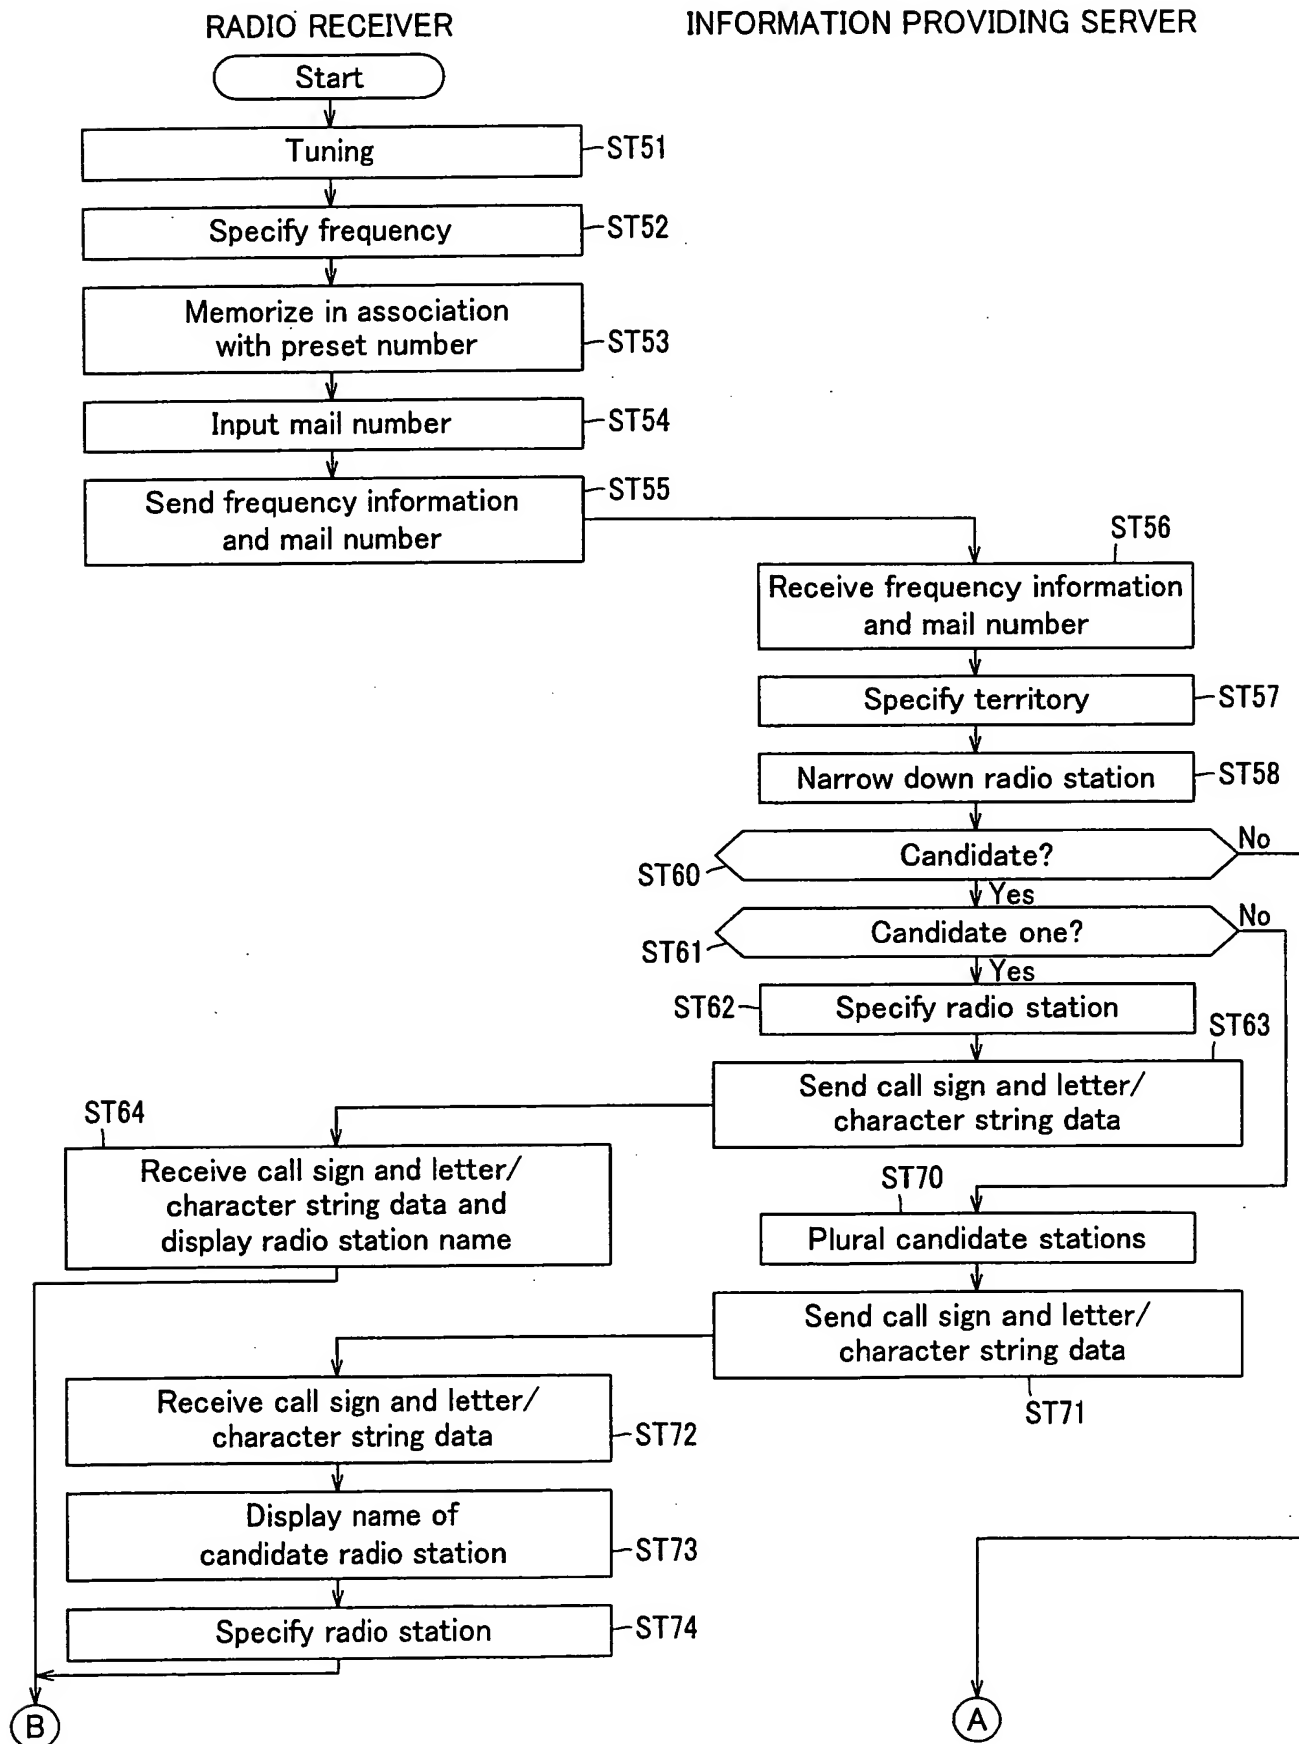 RADIO RECEIVER
INFORMATION PROVIDING SERVER
Start
Tuning
ST51
Specify frequency
ST52
Memorize in association
with preset number
ST53
Input mail number
ST54
Send frequency information
and mail number
ST55
ST56
Receive frequency information
and mail number
Specify territory
ST57
Narrow down radio station
ST58
Candidate?
No
ST60
Yes
Candidate one?
No
ST61
Yes
ST62
Specify radio station
ST63
Send call sign and letter/
character string data
ST64
Receive call sign and letter/
character string data and
display radio station name
ST70
Plural candidate stations
Send call sign and letter/
character string data
ST71
Receive call sign and letter/
character string data
ST72
Display name of
candidate radio station
ST73
Specify radio station
ST74
B
A